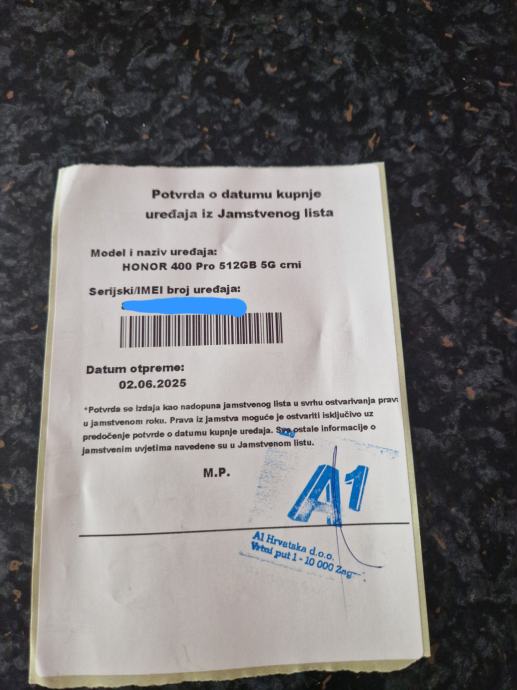 Potvrda o datumu kupnje
uređaja iz Jamstvenog lista
Model i naziv uređaja:
HONOR 400 Pro 512GB 5G crni
Serijski/IMEI broj uređaja:
Datum otpreme:
02.06.2025
*Potvrda se izdaja kao nadopuna jamstvenog lista u svrhu ostvarivanja prava
u jamstvenom roku. Prava iz jamstva moguće je ostvariti isključivo uz
predočenje potvrde o datumu kupnje uređaja. Sve ostale informacije o
jamstvenim uvjetima navedene su u Jamstvenom listu.
M.P.
A1
A1 Hrvatska d.o.o.
Vrtni put 1 - 10 000 Zag